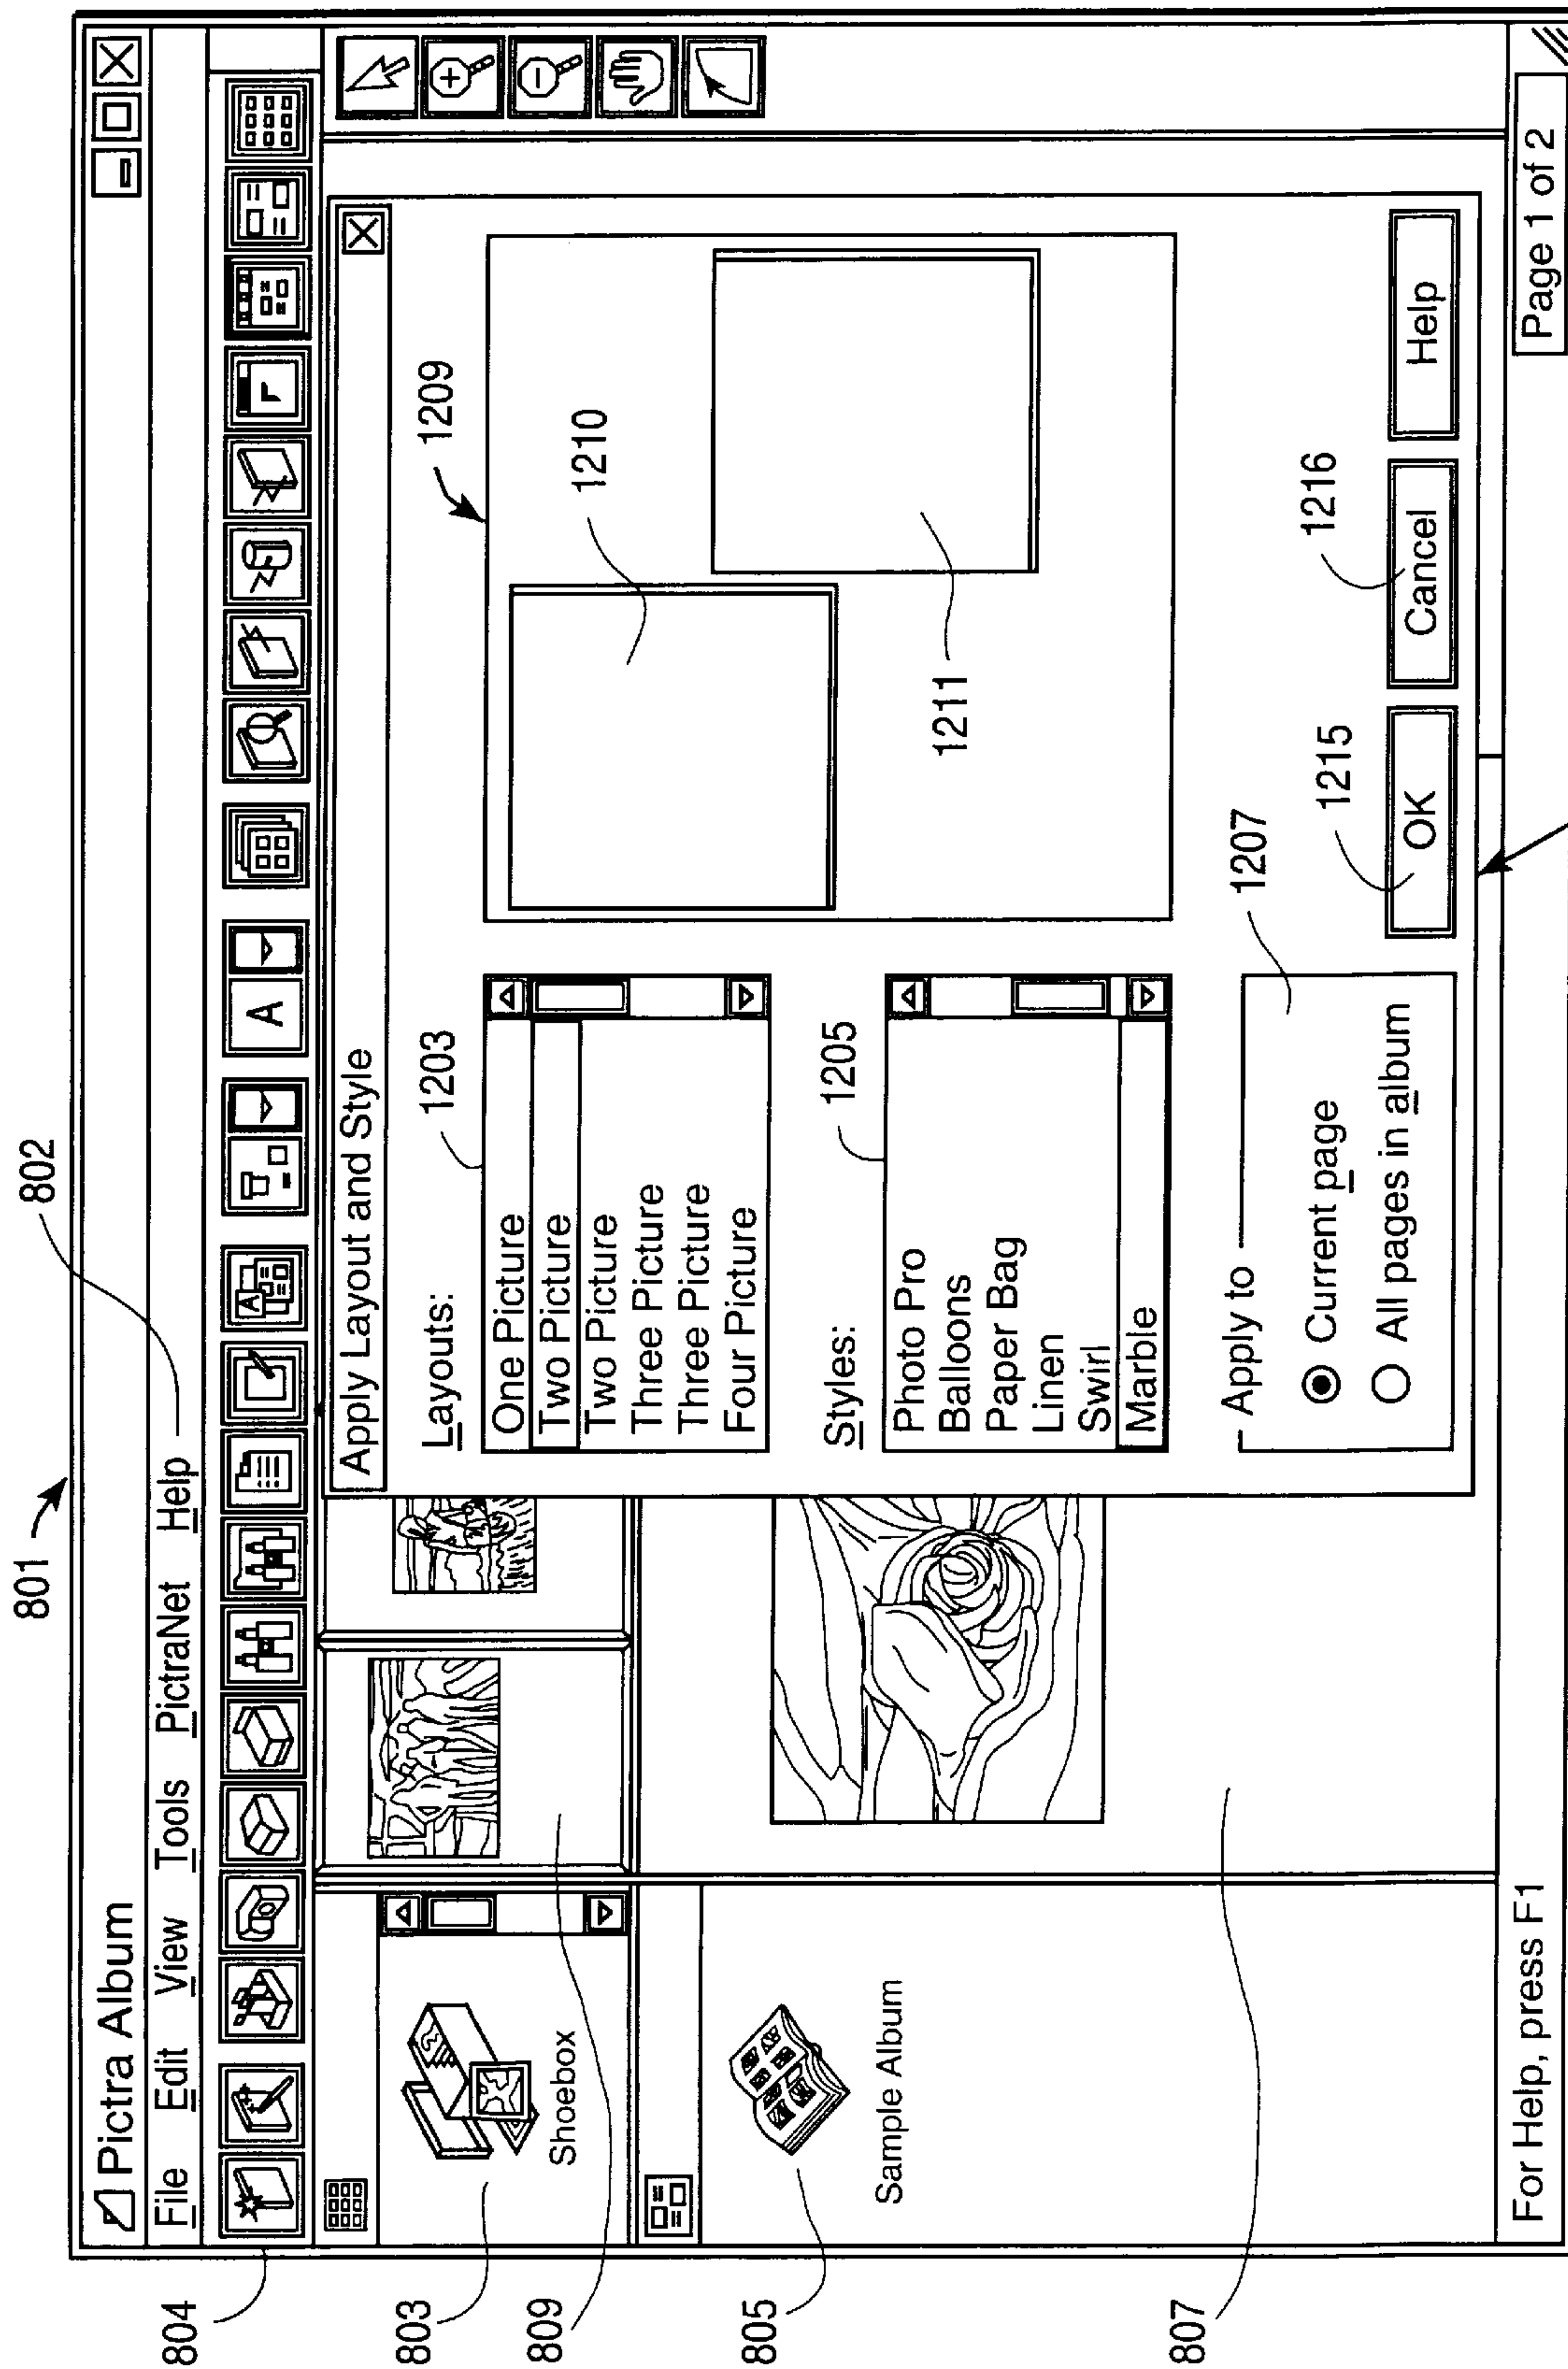 801
802
Pictra Album
File Edit View Tools PictraNet Help
804
A
803
Shoebox
809
805
Sample Album
807
Apply Layout and Style
Layouts:
1203
One Picture
Two Picture
Two Picture
Three Picture
Three Picture
Four Picture
Styles:
1205
Photo Pro
Balloons
Paper Bag
Linen
Swirl
Marble
Apply to
1207
Current page
All pages in album
1209
1210
1211
1215
OK
1216
Cancel
Help
For Help, press F1
Page 1 of 2